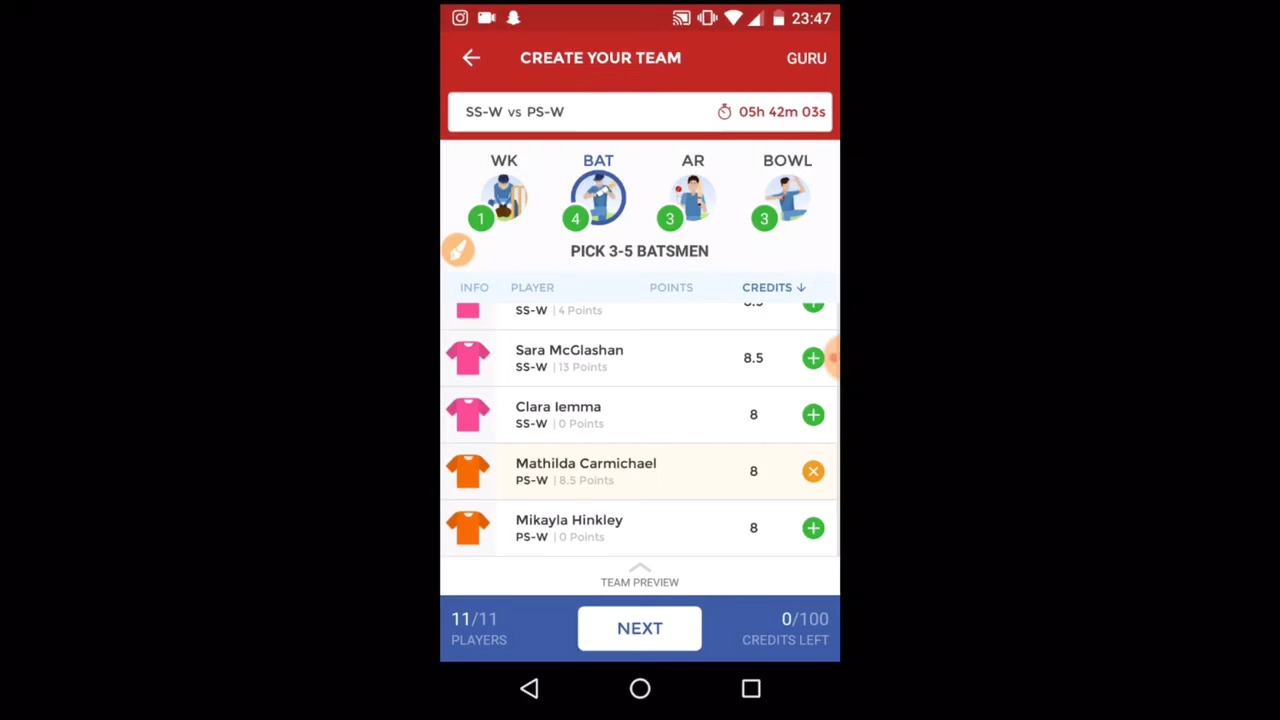 23:47
CREATE YOUR TEAM GURU
SS-W vs PS-W 05h 42m 03s
WK BAT AR BOWL
1 4 3 3
PICK 3-5 BATSMEN
INFO PLAYER POINTS CREDITS ↓
SS-W | 4 Points
Sara McGlashan 8.5
SS-W | 13 Points
Clara Iemma 8
SS-W | 0 Points
Mathilda Carmichael 8
PS-W | 8.5 Points
Mikayla Hinkley 8
PS-W | 0 Points
TEAM PREVIEW
11/11 NEXT 0/100
PLAYERS CREDITS LEFT